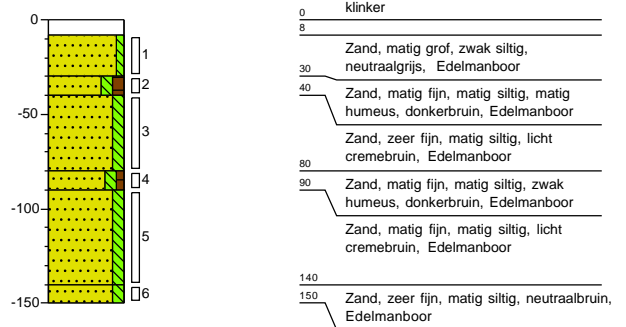 0
-50
-100
-150
1
2
3
4
5
6
0
klinker
8
Zand, matig grof, zwak siltig,
neutraalgrijs, Edelmanboor
30
40
Zand, matig fijn, matig siltig, matig
humeus, donkerbruin, Edelmanboor
Zand, zeer fijn, matig siltig, licht
cremebruin, Edelmanboor
80
Zand, matig fijn, matig siltig, zwak
humeus, donkerbruin, Edelmanboor
90
Zand, matig fijn, matig siltig, licht
cremebruin, Edelmanboor
140
150
Zand, zeer fijn, matig siltig, neutraalbruin,
Edelmanboor